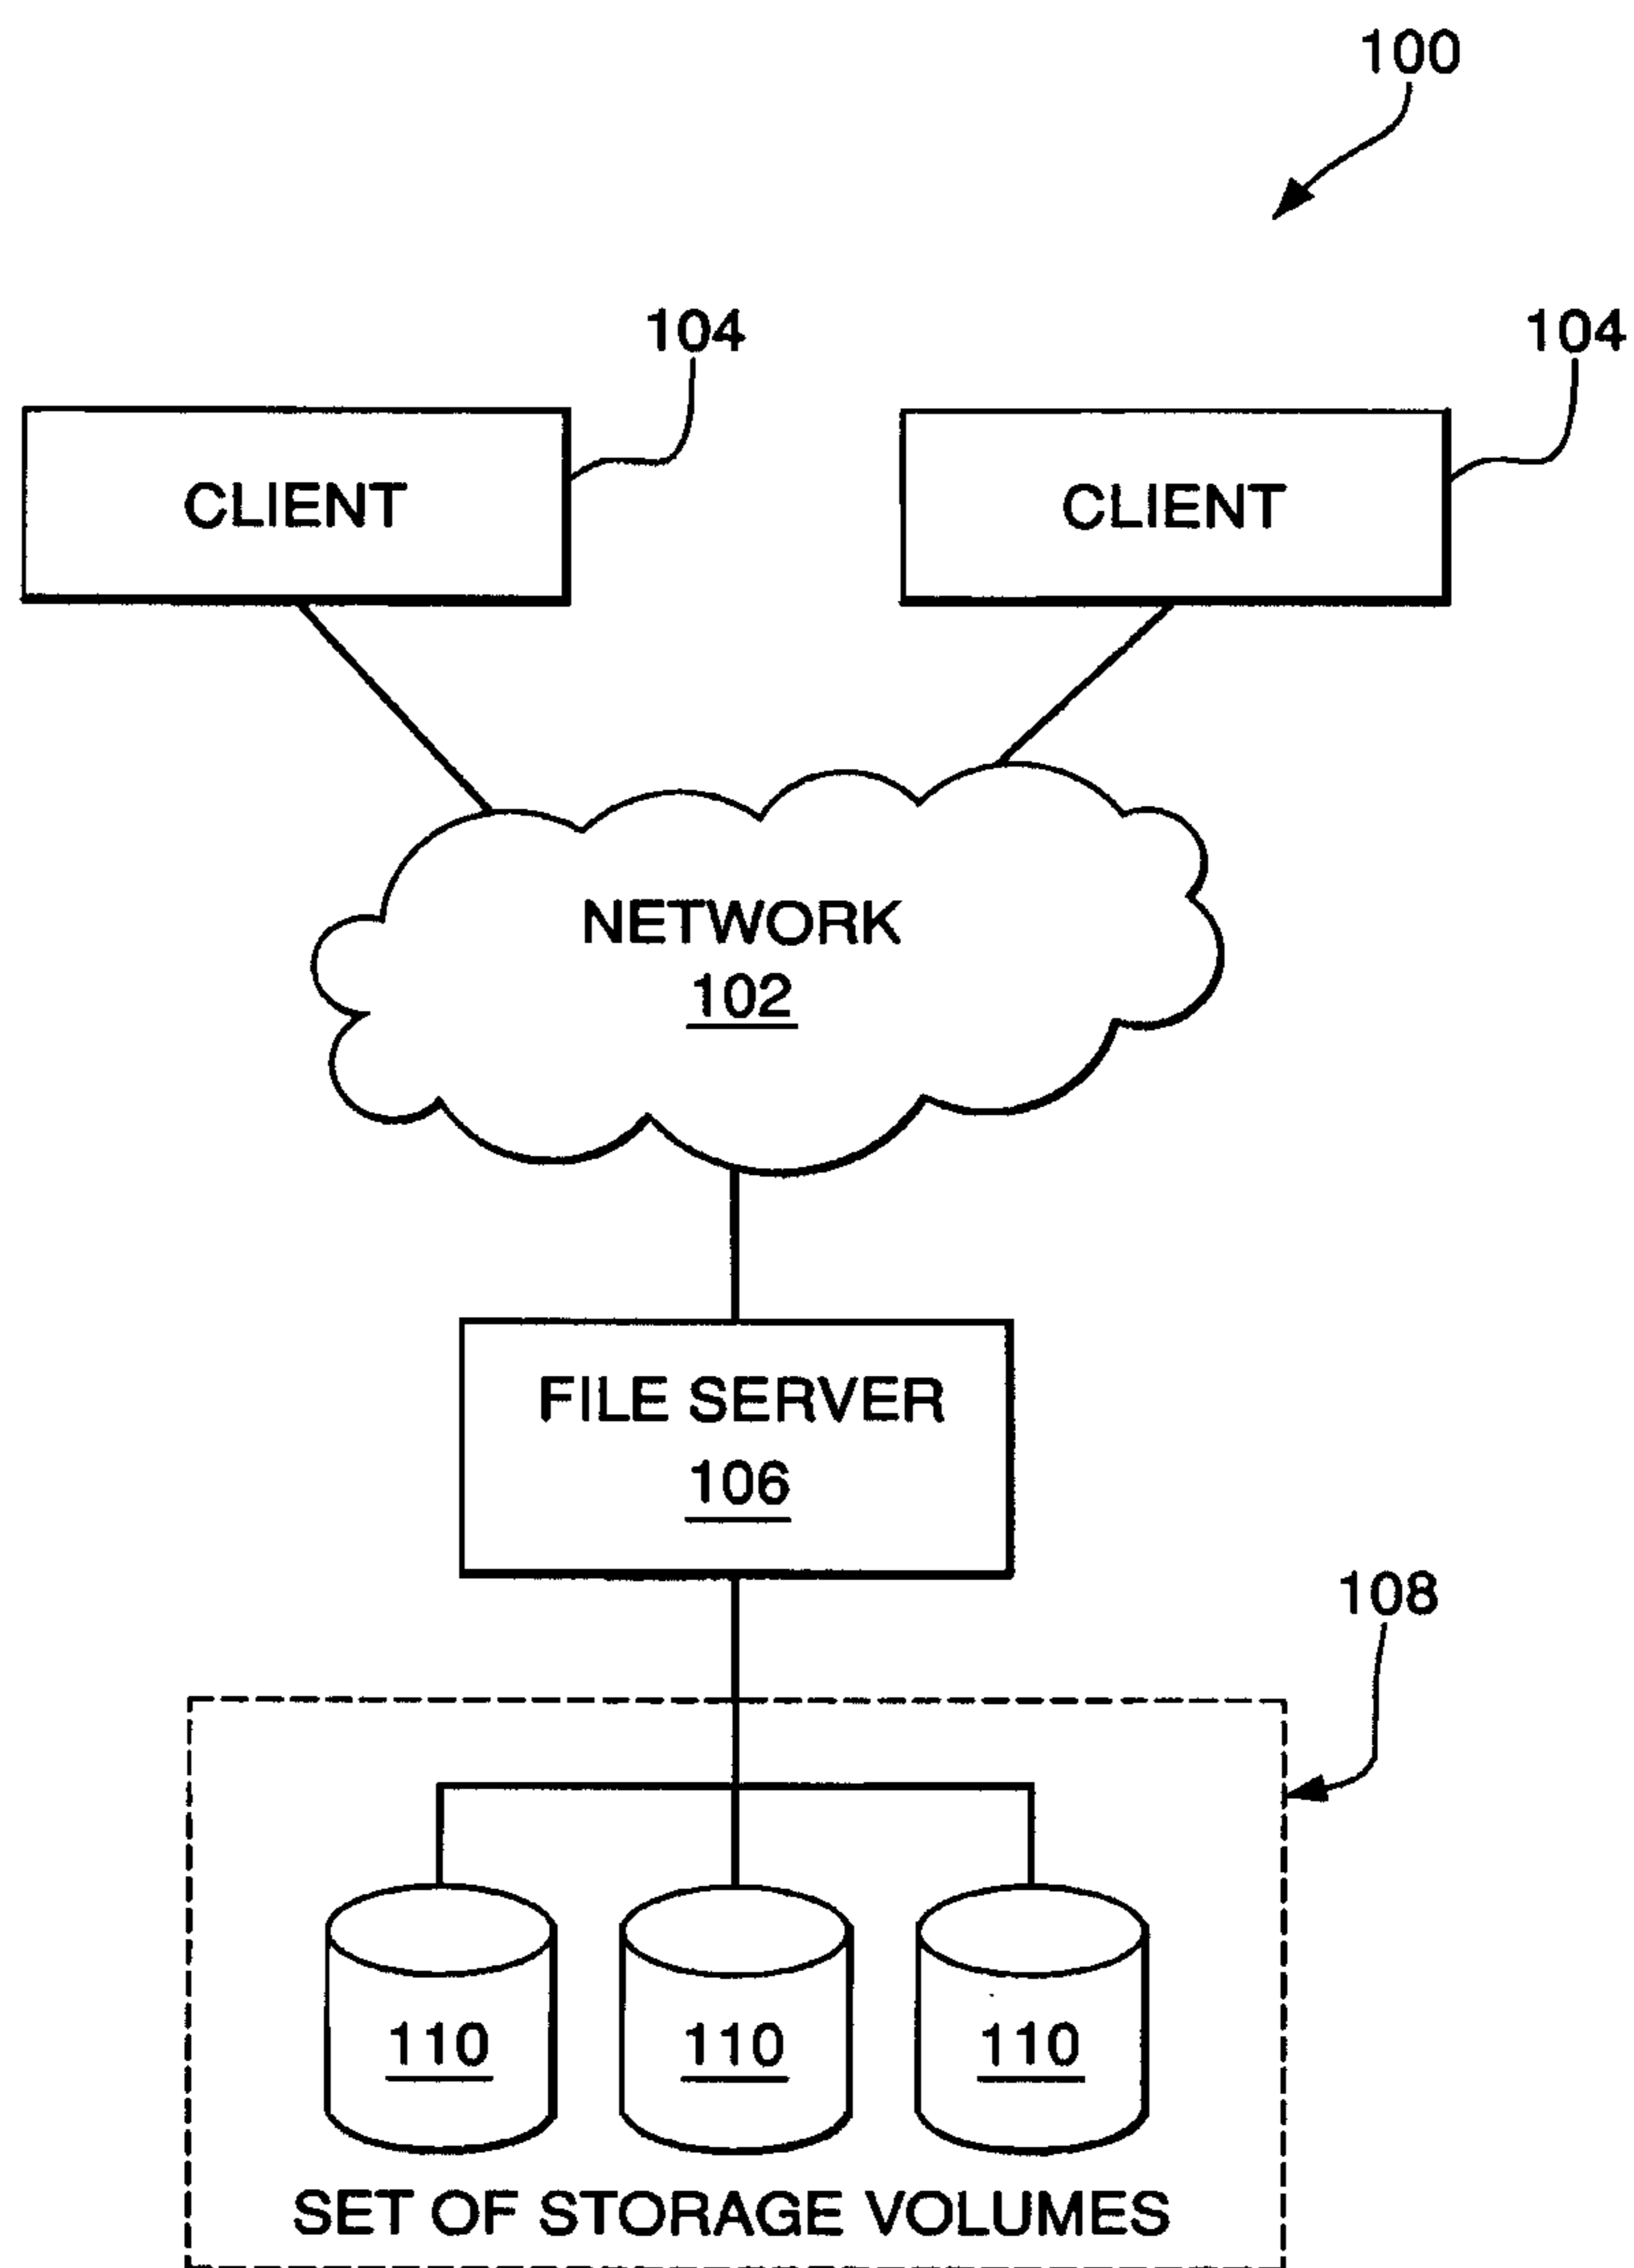 100
104
104
CLIENT
CLIENT
NETWORK
102
FILE SERVER
106
108
110
110
110
SET OF STORAGE VOLUMES